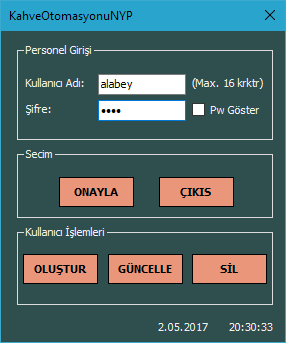 KahveOtomasyonuNYP
Personel Girişi
Kullanıcı Adı: alabey (Max. 16 krktr)
Şifre: •••• Pw Göster
Secim
ONAYLA ÇIKIS
Kullanıcı İşlemleri
OLUŞTUR GÜNCELLE SİL
2.05.2017 20:30:33